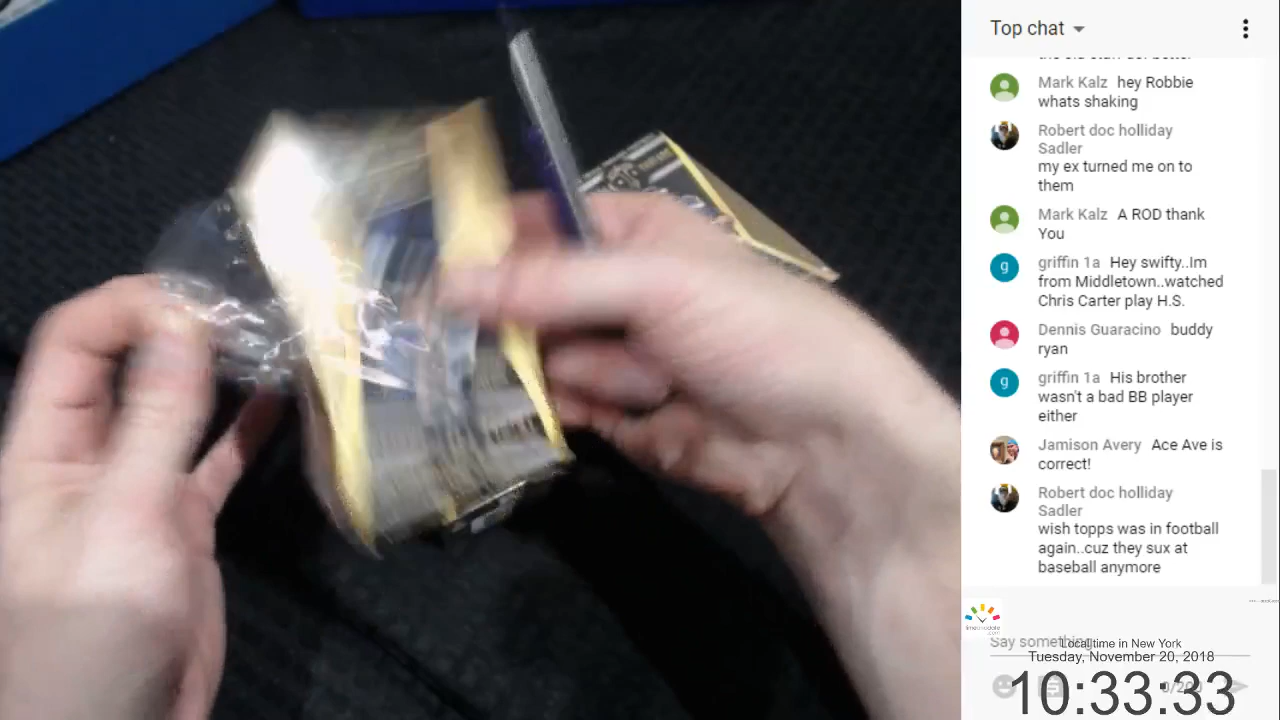 Top chat
Mark Kalz hey Robbie
whats shaking
Robert doc holliday
Sadler
my ex turned me on to
them
Mark Kalz A ROD thank
You
griffin 1a Hey swifty..Im
from Middletown..watched
Chris Carter play H.S.
Dennis Guaracino buddy
ryan
griffin 1a His brother
wasn't a bad BB player
either
Jamison Avery Ace Ave is
correct!
Robert doc holliday
Sadler
wish topps was in football
again..cuz they sux at
baseball anymore
Say something...
Local time in New York
Tuesday, November 20, 2018
10:33:33